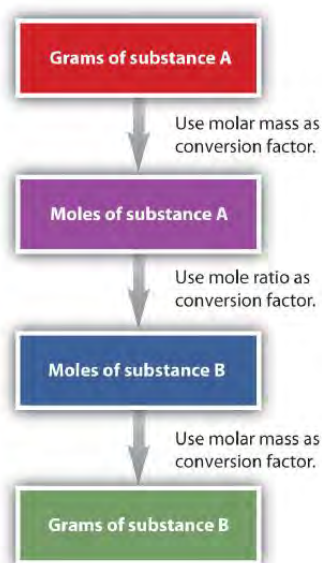 Grams of substance A
Use molar mass as
conversion factor.
Moles of substance A
Use mole ratio as
conversion factor.
Moles of substance B
Use molar mass as
conversion factor.
Grams of substance B